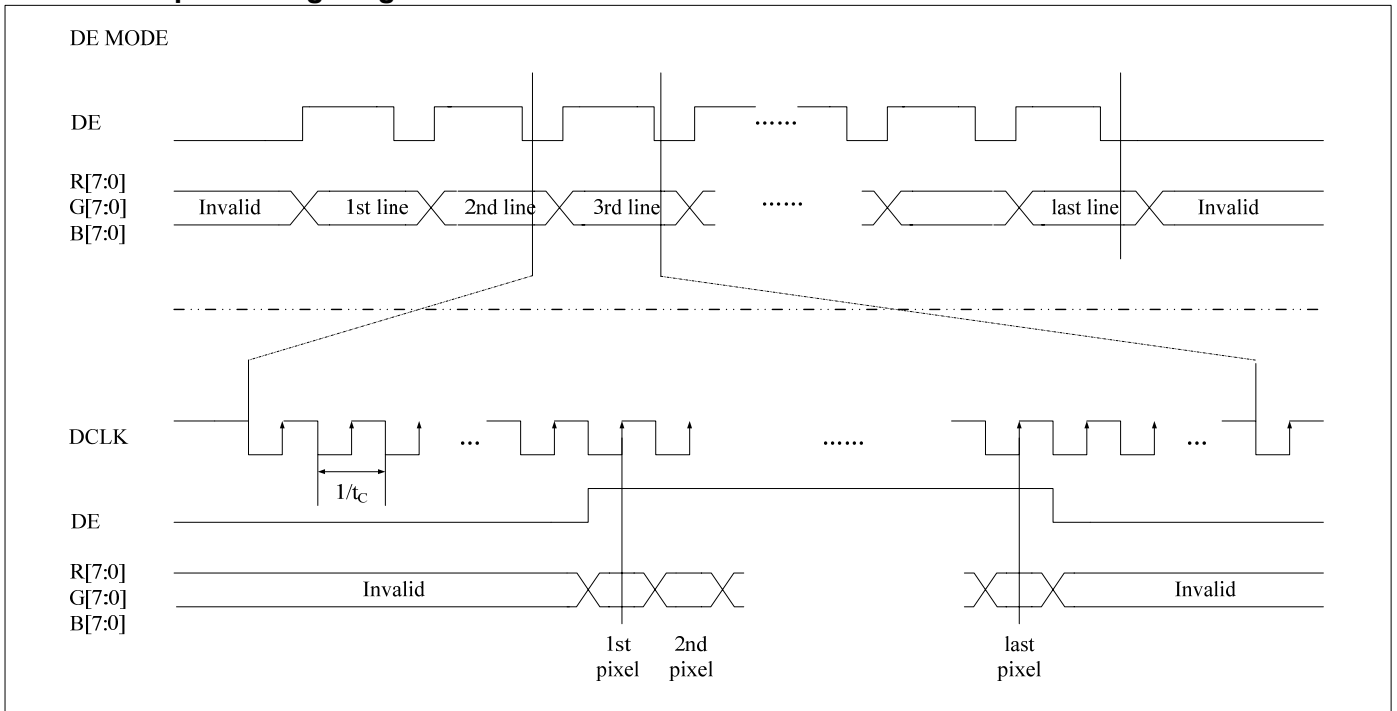 DE MODE
DE
R[7:0]
G[7:0]
B[7:0]
Invalid 1st line 2nd line 3rd line ...... last line Invalid
......
DCLK
... ...... ...
1/tC
DE
R[7:0]
G[7:0]
B[7:0]
Invalid Invalid
1st pixel
2nd pixel
last pixel